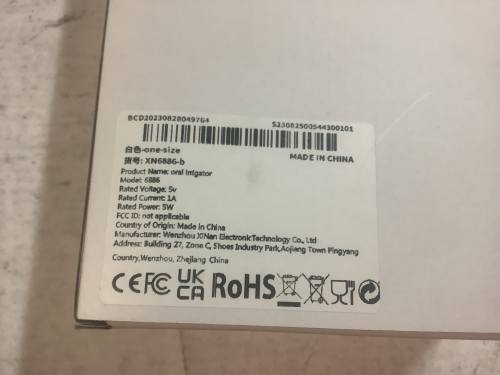 BCD20230828049764 S23082500544300101
白色-one-size
货号: XN6886-b MADE IN CHINA
Product Name: oral irrigator
Model: 6886
Rated Voltage: 5v
Rated Current: 1A
Rated Power: 5W
FCC ID: not applicable
Country of Origin: Made in China
Manufacturer: Wenzhou XiNan ElectronicTechnology Co., Ltd
Address: Building 27, Zone C, Shoes Industry Park,Aojiang Town Pingyang
Country,Wenzhou, Zhejiang China
CE FC UK CA RoHS